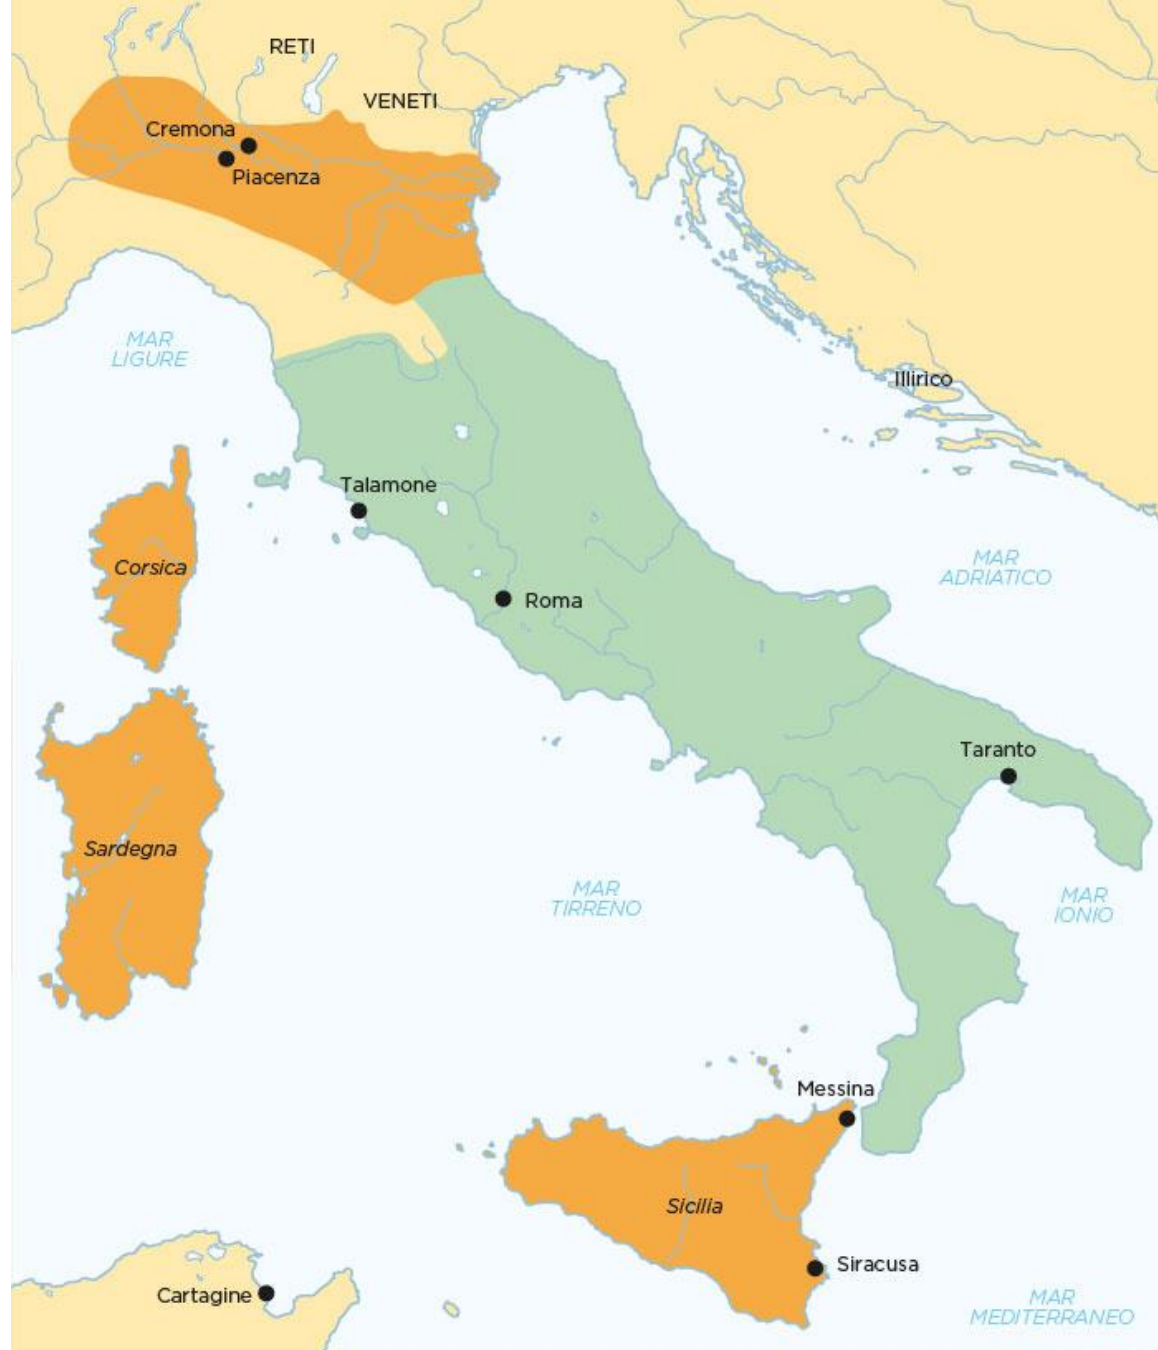 RETI
VENETI
Cremona
Piacenza
MAR
LIGURE
Illirico
Talamone
Corsica
MAR
ADRIATICO
Roma
Taranto
Sardegna
MAR
TIRRENO
MAR
IONIO
Messina
Sicilia
Siracusa
Cartagine
MAR
MEDITERRANEO